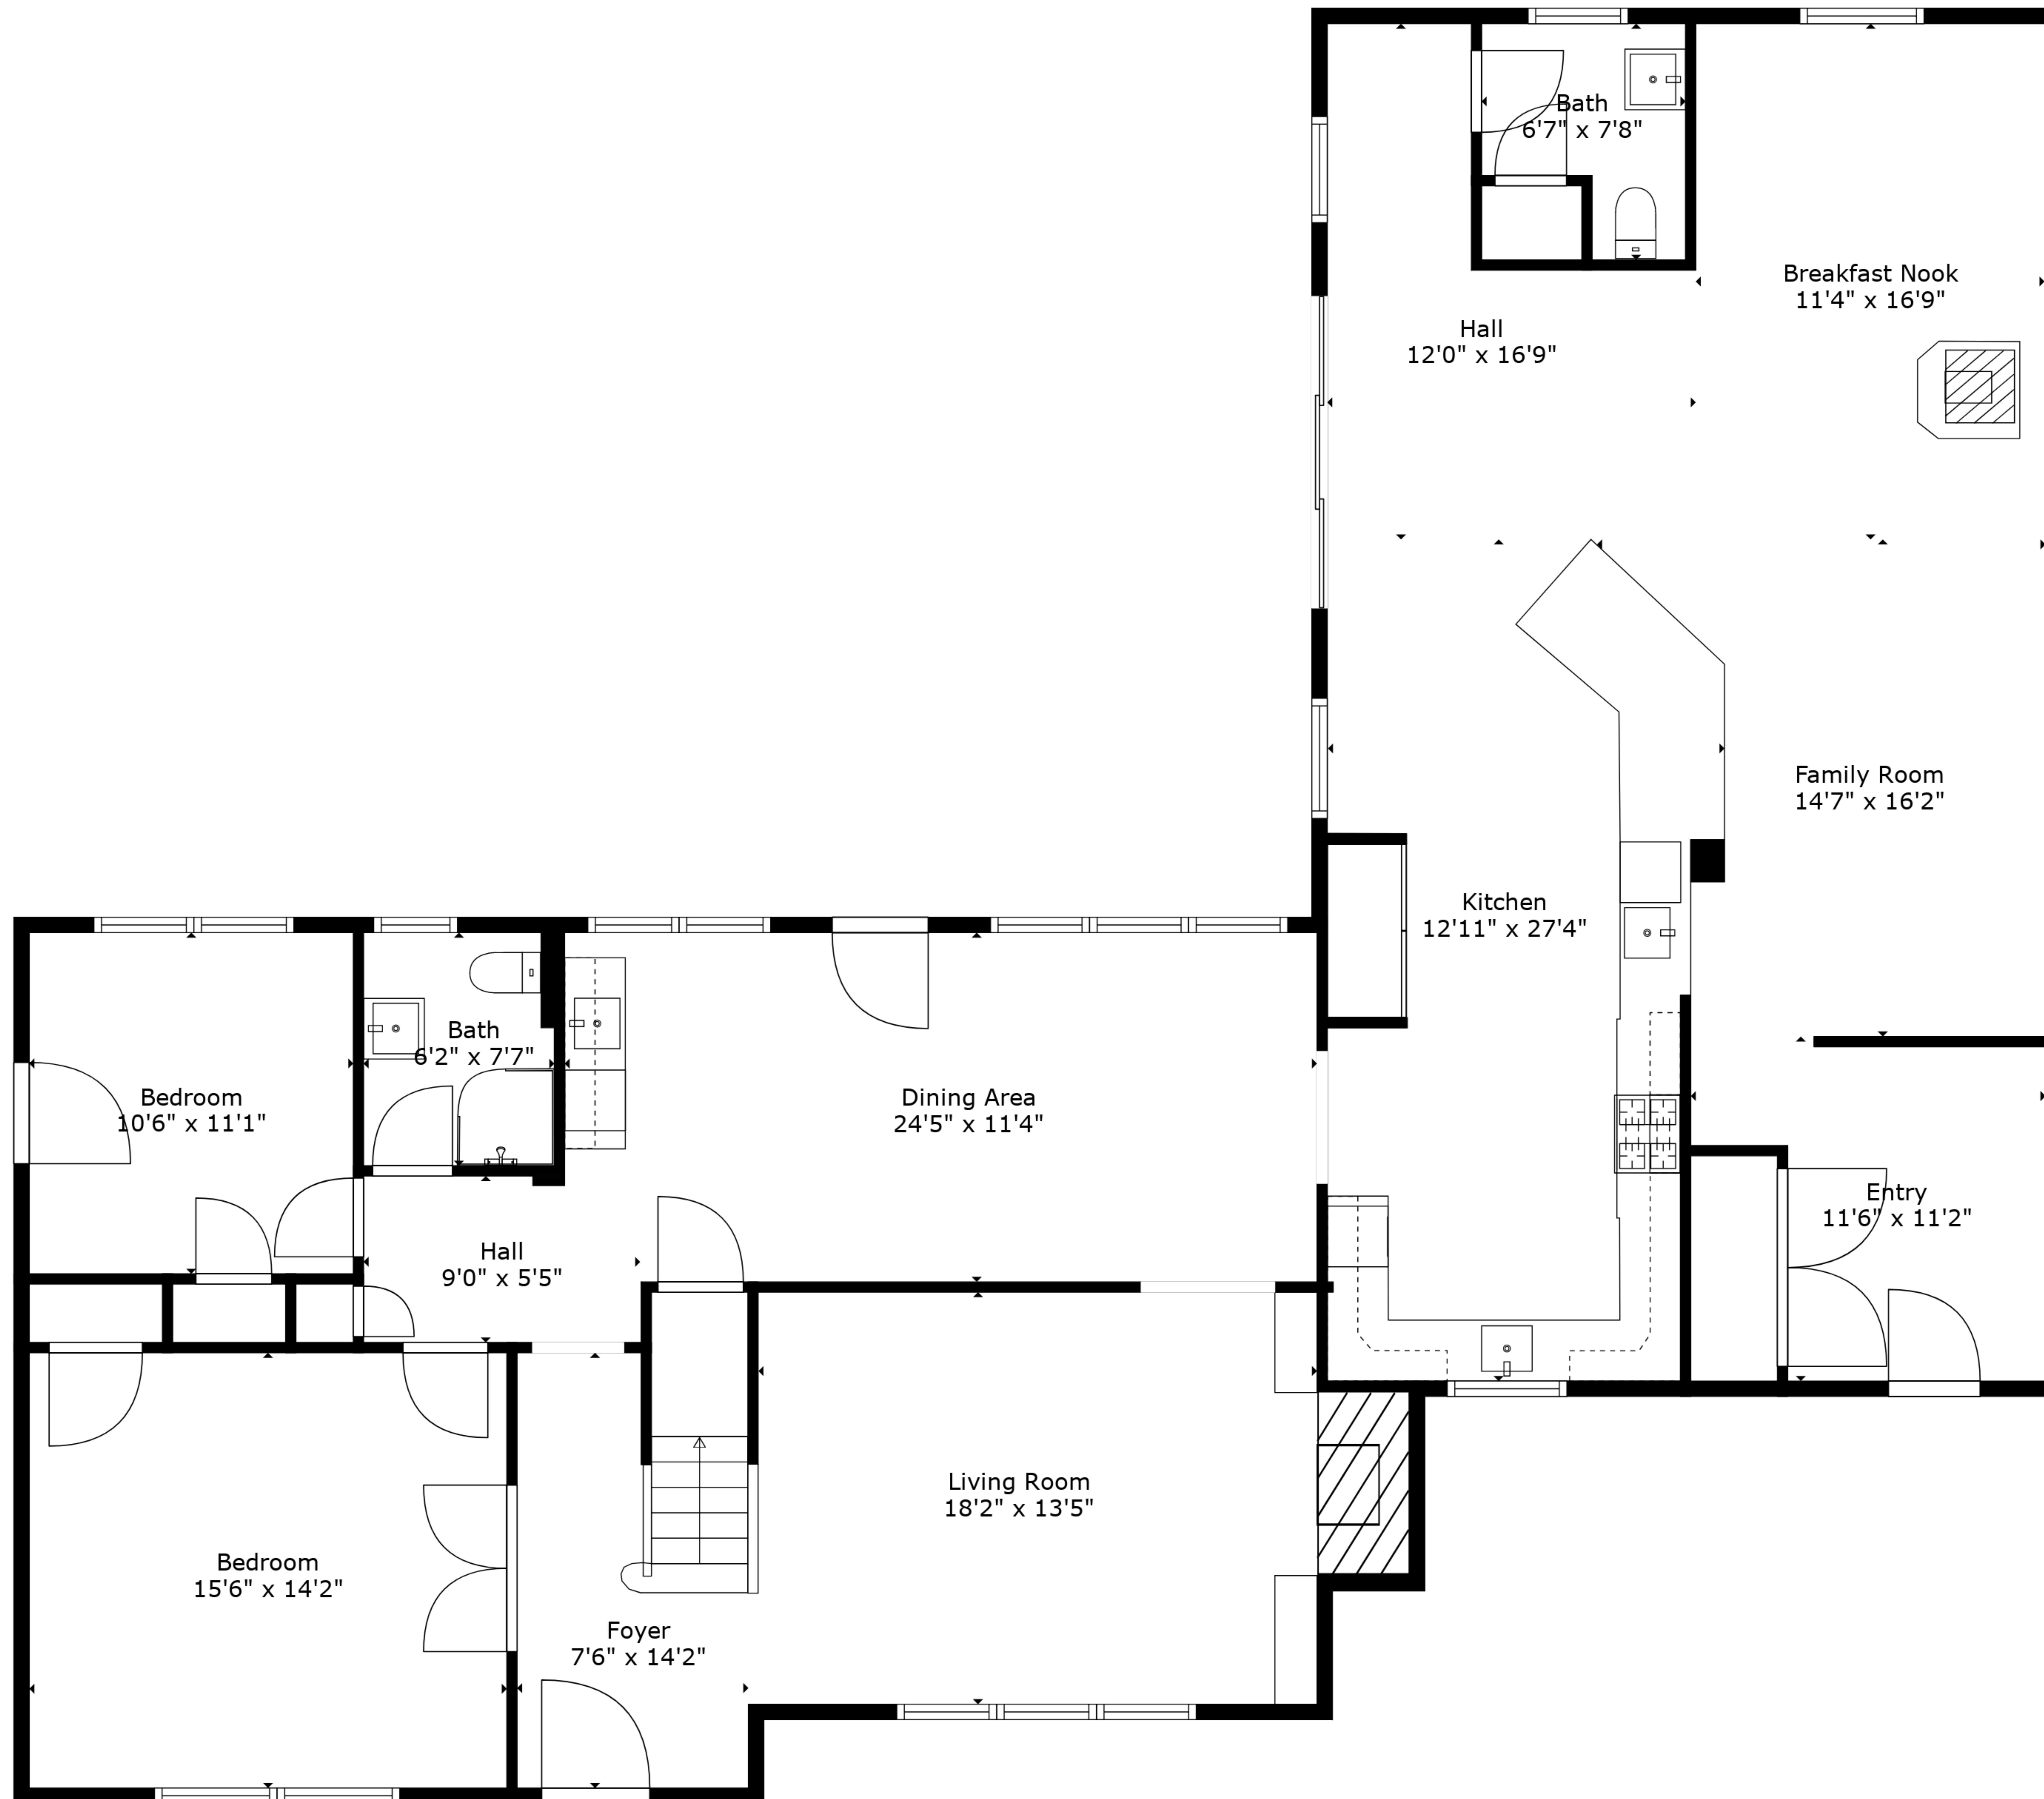 Bath
6'7" x 7'8"
Breakfast Nook
11'4" x 16'9"
Hall
12'0" x 16'9"
Family Room
14'7" x 16'2"
Kitchen
12'11" x 27'4"
Bath
6'2" x 7'7"
Bedroom
10'6" x 11'1"
Dining Area
24'5" x 11'4"
Entry
11'6" x 11'2"
Hall
9'0" x 5'5"
Living Room
18'2" x 13'5"
Bedroom
15'6" x 14'2"
Foyer
7'6" x 14'2"